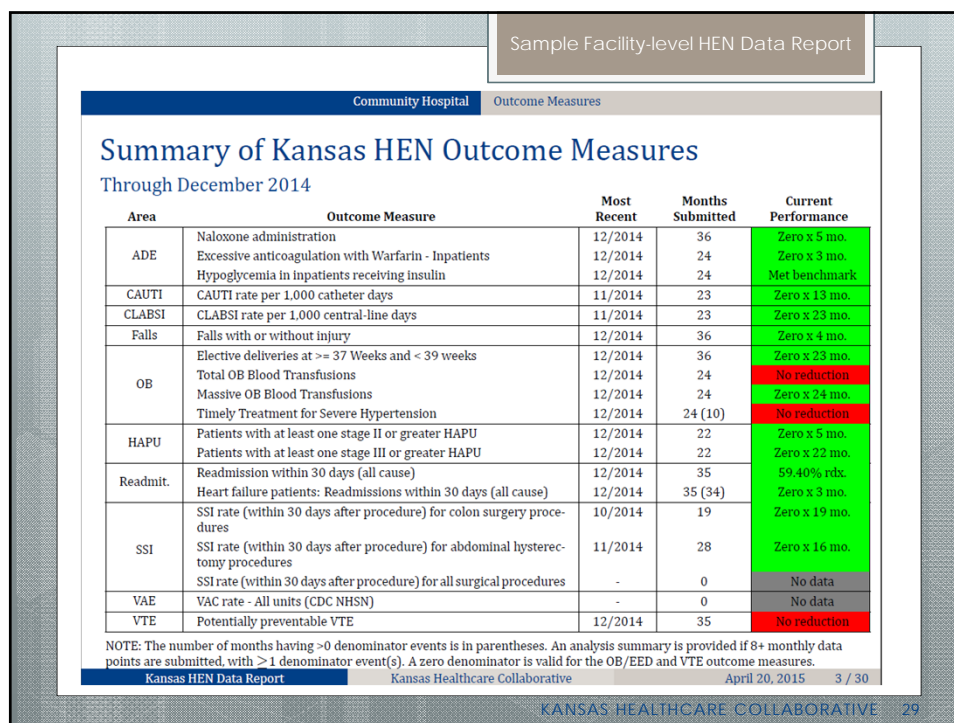 Sample Facility-level HEN Data Report
Community Hospital Outcome Measures
Summary of Kansas HEN Outcome Measures
Through December 2014
Area Outcome Measure Most Recent Months Submitted Current Performance
ADE Naloxone administration 12/2014 36 Zero x 5 mo.
Excessive anticoagulation with Warfarin - Inpatients 12/2014 24 Zero x 3 mo.
Hypoglycemia in inpatients receiving insulin 12/2014 24 Met benchmark
CAUTI CAUTI rate per 1,000 catheter days 11/2014 23 Zero x 13 mo.
CLABSI CLABSI rate per 1,000 central-line days 11/2014 23 Zero x 23 mo.
Falls Falls with or without injury 12/2014 36 Zero x 4 mo.
OB Elective deliveries at >= 37 Weeks and < 39 weeks 12/2014 36 Zero x 23 mo.
Total OB Blood Transfusions 12/2014 24 No reduction
Massive OB Blood Transfusions 12/2014 24 Zero x 24 mo.
Timely Treatment for Severe Hypertension 12/2014 24 (10) No reduction
HAPU Patients with at least one stage II or greater HAPU 12/2014 22 Zero x 5 mo.
Patients with at least one stage III or greater HAPU 12/2014 22 Zero x 22 mo.
Readmit. Readmission within 30 days (all cause) 12/2014 35 59.40% rdx.
Heart failure patients: Readmissions within 30 days (all cause) 12/2014 35 (34) Zero x 3 mo.
SSI SSI rate (within 30 days after procedure) for colon surgery proce- 10/2014 19 Zero x 19 mo.
dures
SSI rate (within 30 days after procedure) for abdominal hysterec- 11/2014 28 Zero x 16 mo.
tomy procedures
SSI rate (within 30 days after procedure) for all surgical procedures - 0 No data
VAE VAC rate - All units (CDC NHSN) - 0 No data
VTE Potentially preventable VTE 12/2014 35 No reduction
NOTE: The number of months having >0 denominator events is in parentheses. An analysis summary is provided if 8+ monthly data
points are submitted, with ≥1 denominator event(s). A zero denominator is valid for the OB/EED and VTE outcome measures.
Kansas HEN Data Report Kansas Healthcare Collaborative April 20, 2015 3 / 30
KANSAS HEALTHCARE COLLABORATIVE 29